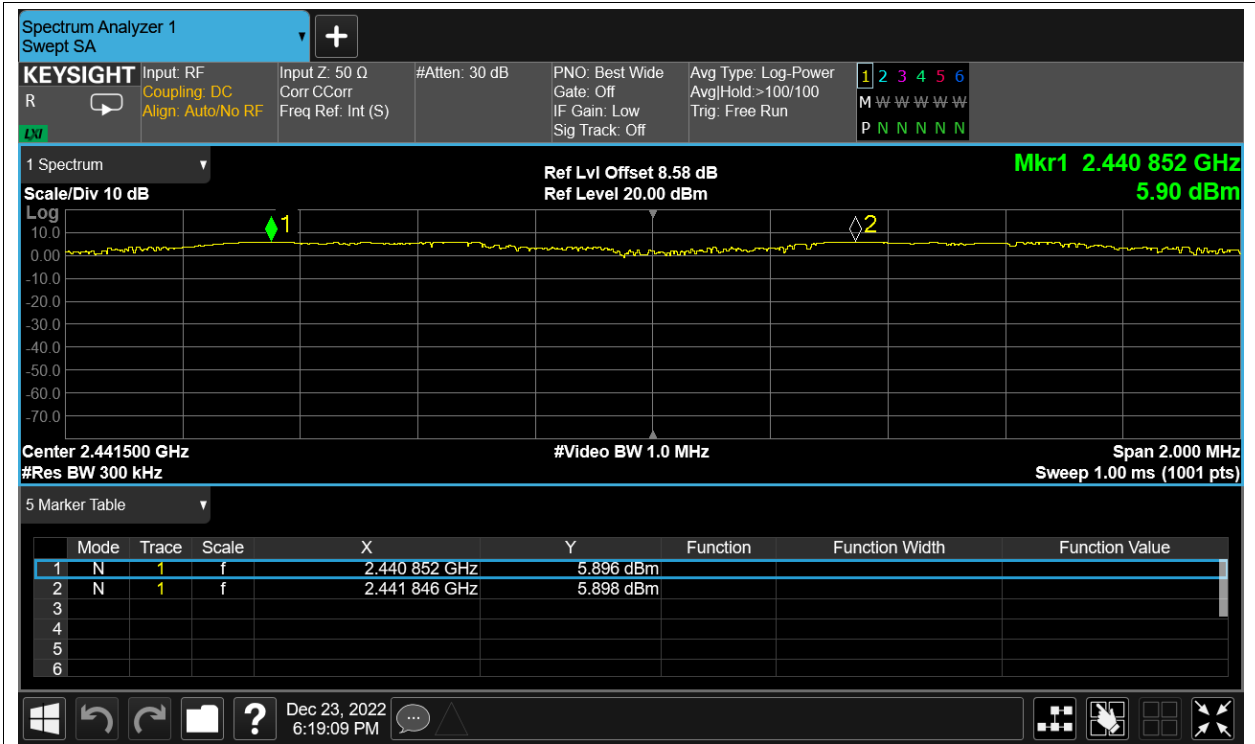 Spectrum Analyzer 1
Swept SA
+
KEYSIGHT
R
LXI
Input: RF
Coupling: DC
Align: Auto/No RF
Input Z: 50 Ω
Corr CCorr
Freq Ref: Int (S)
#Atten: 30 dB
PNO: Best Wide
Gate: Off
IF Gain: Low
Sig Track: Off
Avg Type: Log-Power
Avg|Hold:>100/100
Trig: Free Run
1 2 3 4 5 6
M W W W W W
P N N N N N
1 Spectrum
Scale/Div 10 dB
Ref Lvl Offset 8.58 dB
Ref Level 20.00 dBm
Mkr1 2.440 852 GHz
5.90 dBm
Log
1
2
10.0
0.00
-10.0
-20.0
-30.0
-40.0
-50.0
-60.0
-70.0
Center 2.441500 GHz
#Video BW 1.0 MHz
Span 2.000 MHz
#Res BW 300 kHz
Sweep 1.00 ms (1001 pts)
5 Marker Table
Mode Trace Scale X Y Function Function Width Function Value
1 N 1 f 2.440 852 GHz 5.896 dBm
2 N 1 f 2.441 846 GHz 5.898 dBm
3
4
5
6
?
Dec 23, 2022
6:19:09 PM